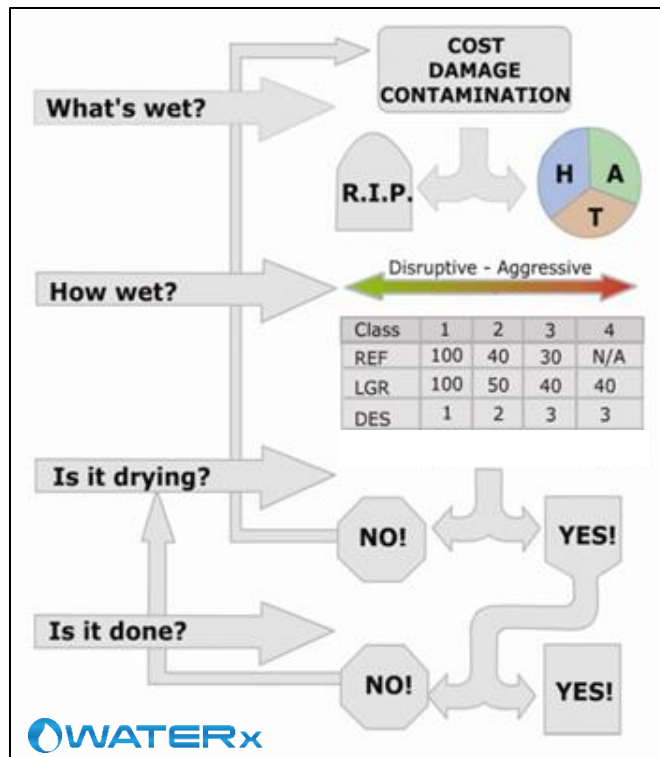 COST
DAMAGE
CONTAMINATION
What's wet?
R.I.P.
H A
T
How wet?
Disruptive - Aggressive
Class 1 2 3 4
REF 100 40 30 N/A
LGR 100 50 40 40
DES 1 2 3 3
Is it drying?
NO!
YES!
Is it done?
NO!
YES!
WATERx